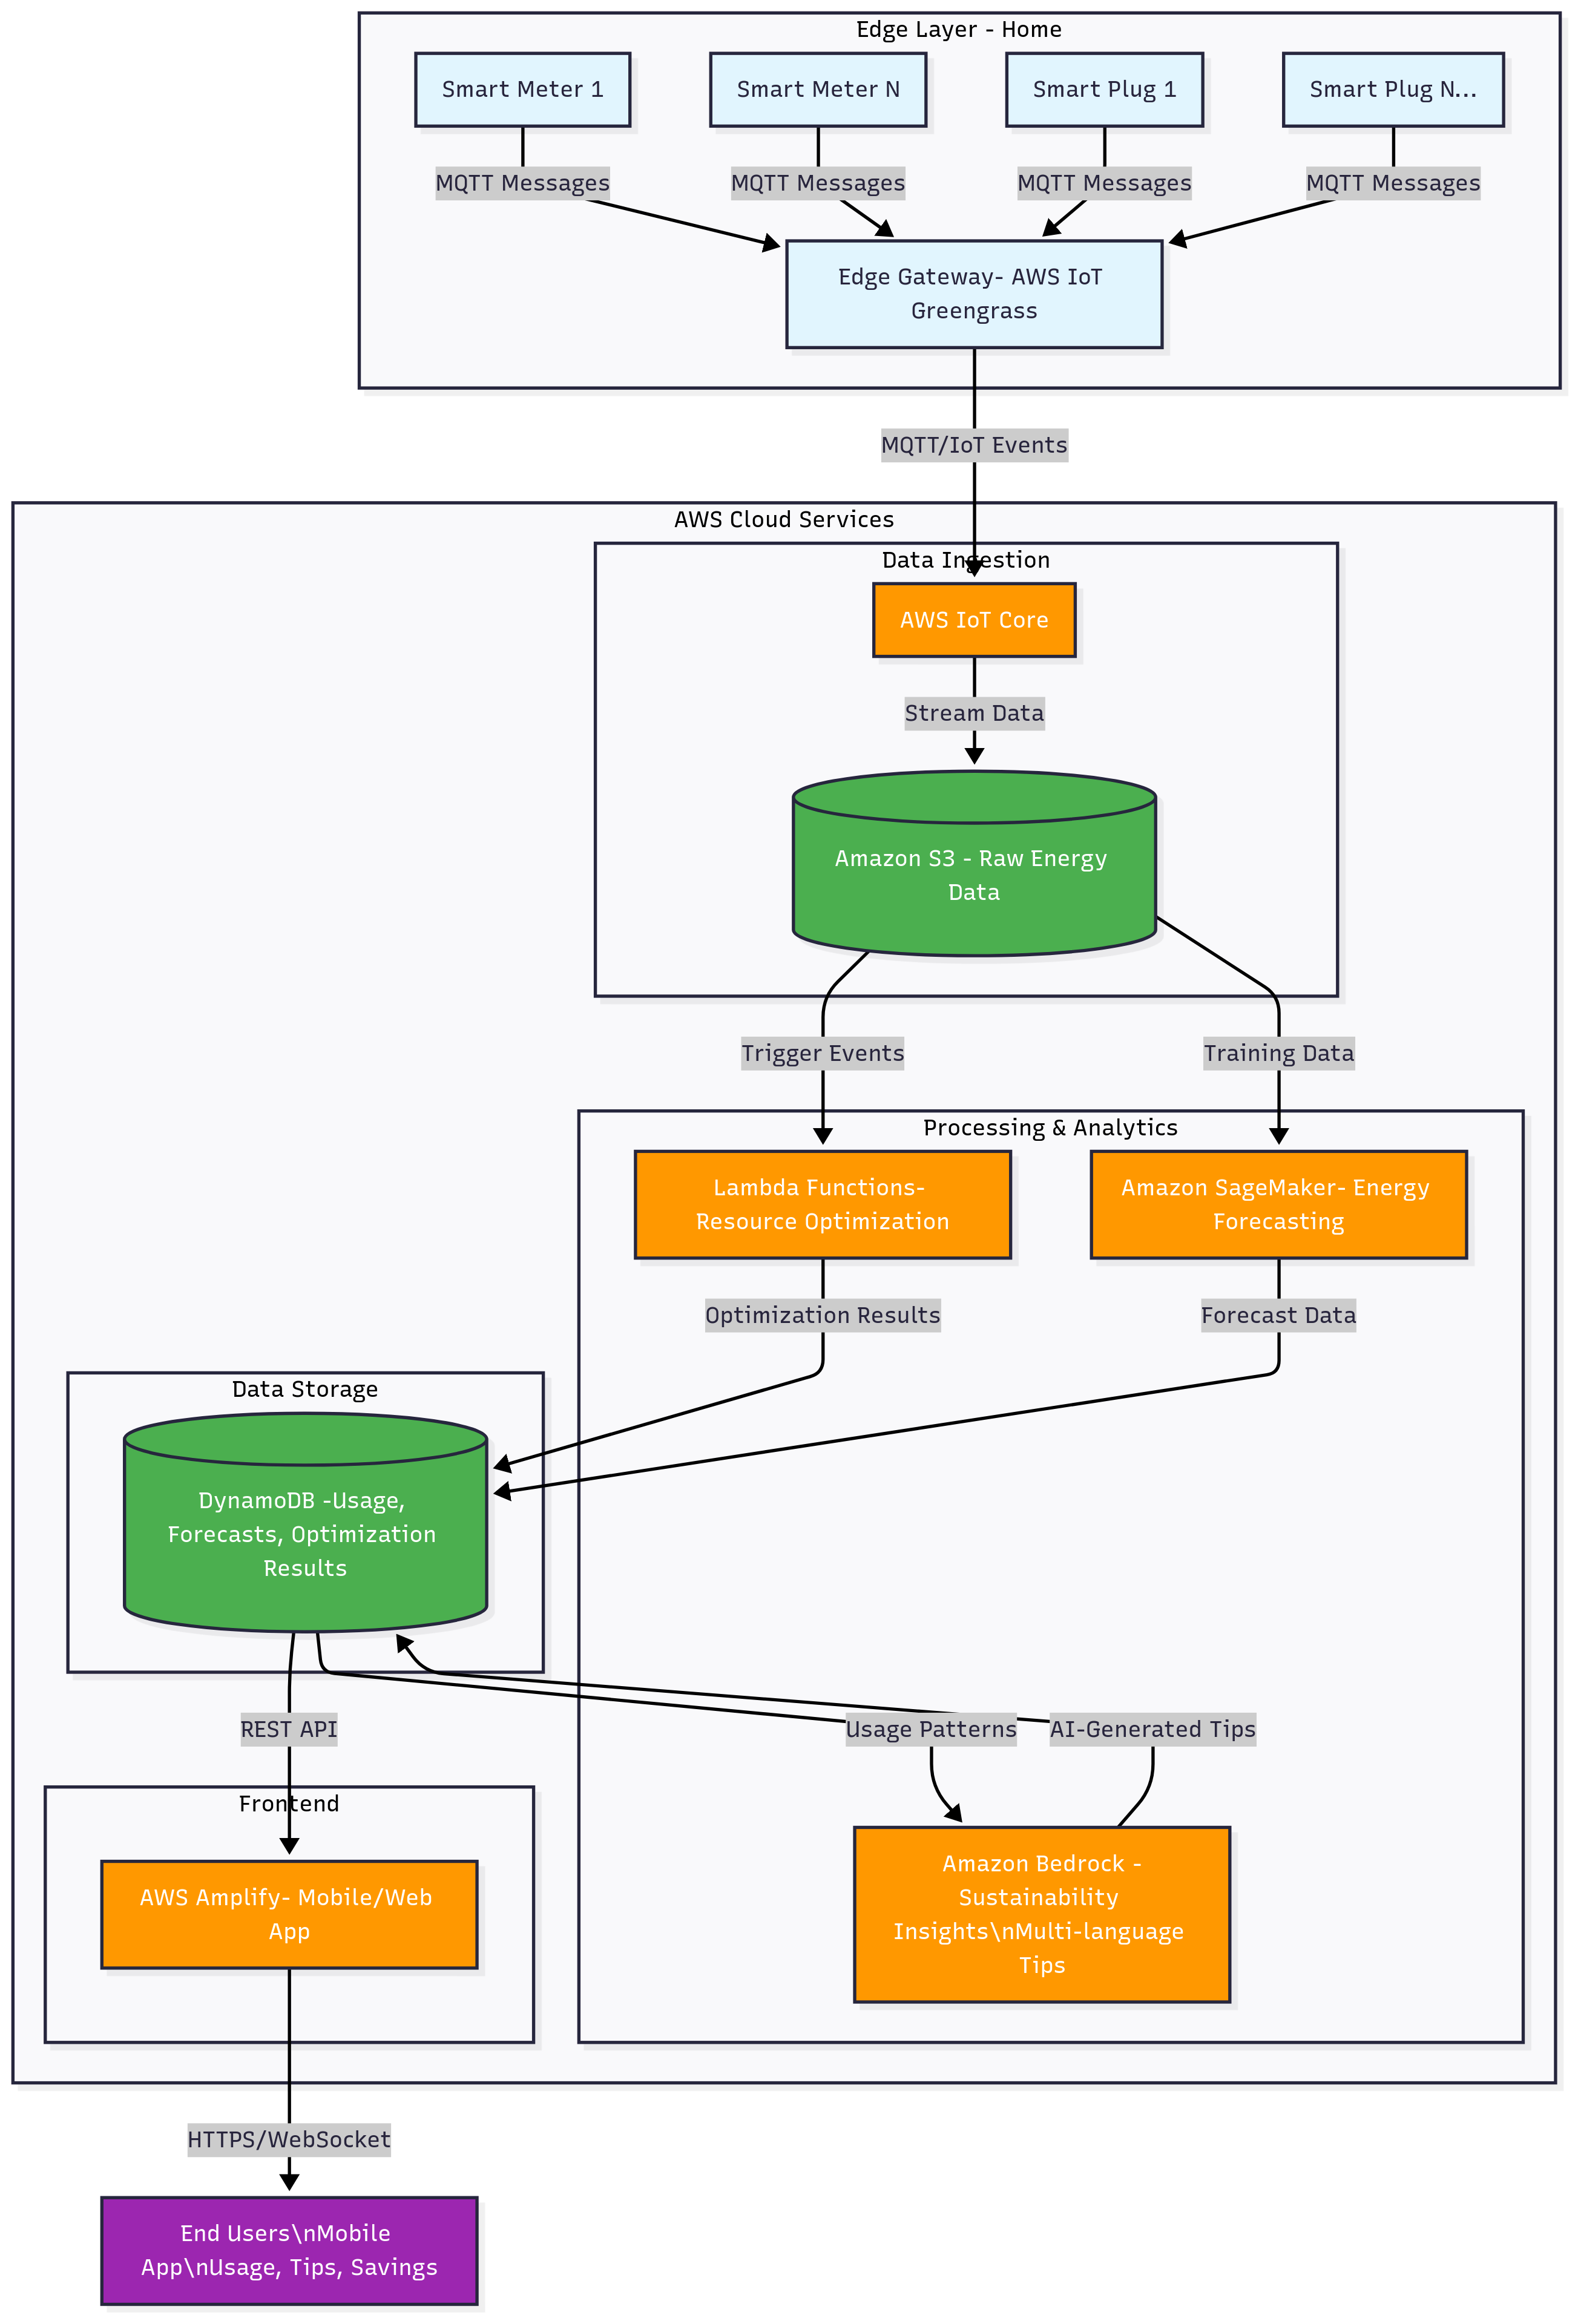 Edge Layer - Home
Smart Meter 1
Smart Meter N
Smart Plug 1
Smart Plug N...
MQTT Messages
MQTT Messages
MQTT Messages
MQTT Messages
Edge Gateway- AWS IoT
Greengrass
MQTT/IoT Events
AWS Cloud Services
Data Ingestion
AWS IoT Core
Stream Data
Amazon S3 - Raw Energy
Data
Trigger Events
Training Data
Processing & Analytics
Lambda Functions-
Resource Optimization
Amazon SageMaker- Energy
Forecasting
Optimization Results
Forecast Data
Data Storage
DynamoDB -Usage,
Forecasts, Optimization
Results
REST API
Usage Patterns
AI-Generated Tips
Frontend
AWS Amplify- Mobile/Web
App
Amazon Bedrock -
Sustainability
Insights\nMulti-language
Tips
HTTPS/WebSocket
End Users\nMobile
App\nUsage, Tips, Savings